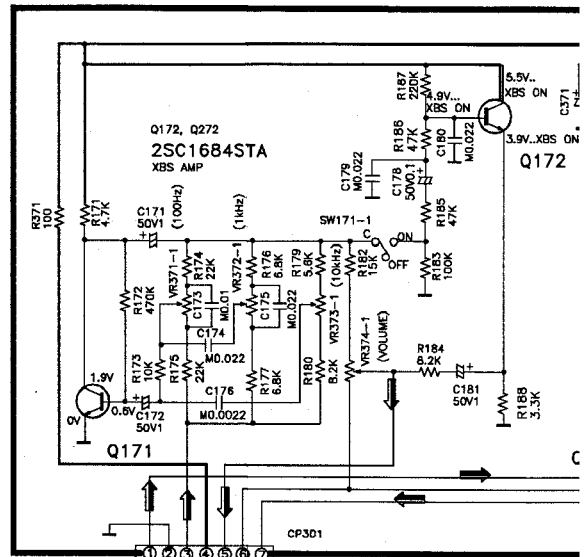 R187
220K
5.5V..
XBS ON
C371
4.9V...
XBS ON
Q172, Q272
2SC1684STA
XBS AMP
R186
47K
C180
M0.022
3.9V..XBS ON
Q172
C179
M0.022
C178
50V0.1
R185
47K
R371
100
R171
4.7K
C171
50V1
(100Hz)
(1kHz)
SW171-1
C
ON
OFF
R183
100K
R172
470K
VR371-1
R174
22K
C173
M0.01
VR372-1
R176
6.8K
C175
M0.022
R179
5.6K
VR373-1
(10kHz)
R182
15K
VR374-1
(VOLUME)
C174
M0.022
R173
10K
R175
22K
R177
6.8K
R180
8.2K
R184
8.2K
C181
50V1
R188
3.3K
1.9V
0.6V
0V
C172
50V1
C176
M0.0022
Q171
CP301
1 2 3 4 5 6 7